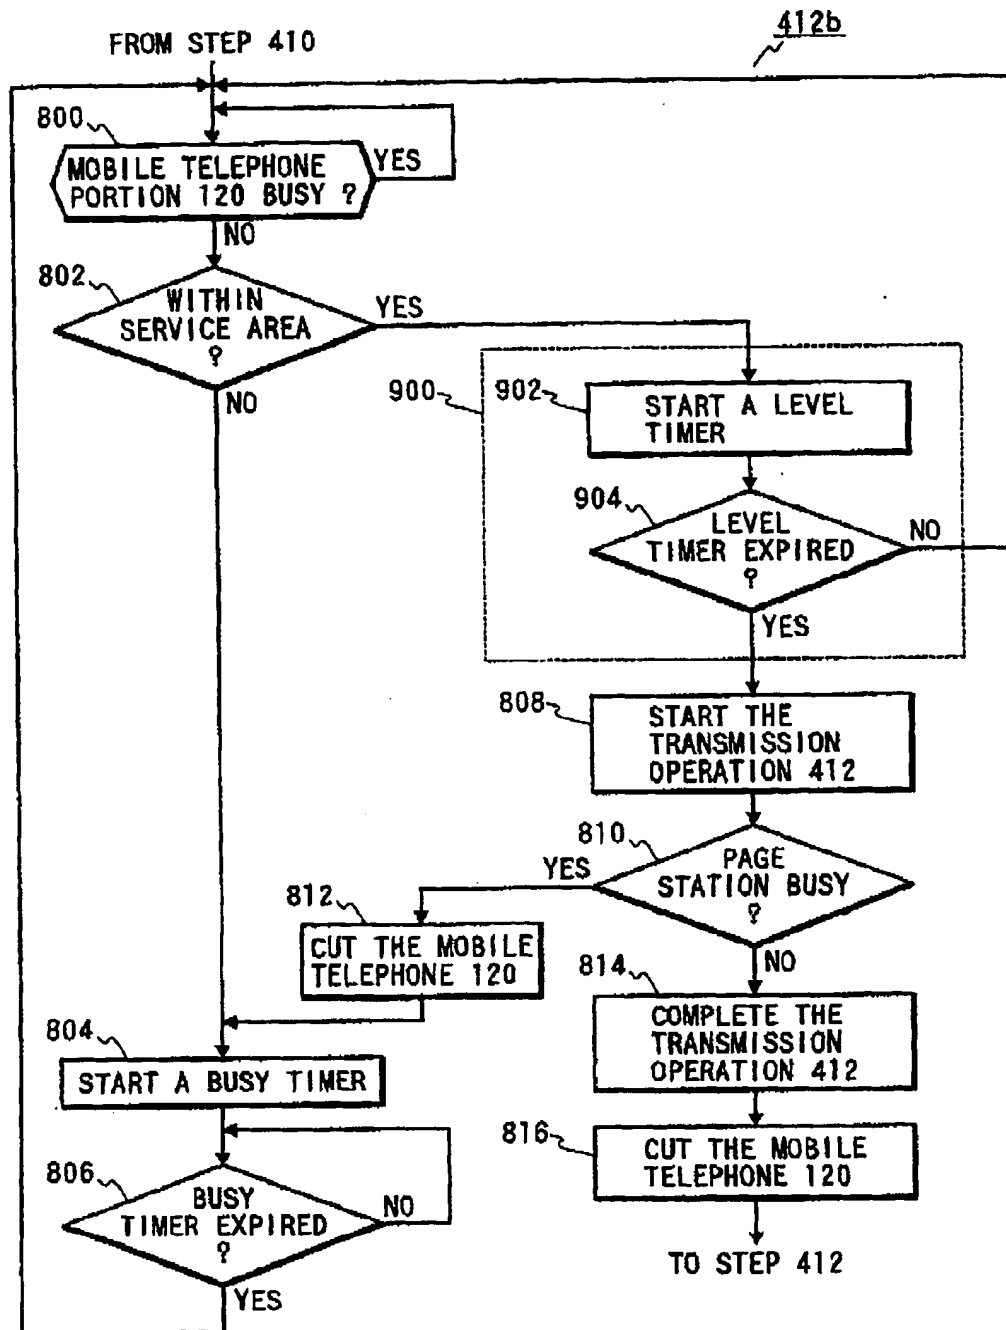 FROM STEP 410
412b
800
MOBILE TELEPHONE
PORTION 120 BUSY ?
YES
NO
802
WITHIN
SERVICE AREA
?
YES
NO
900
902
START A LEVEL
TIMER
904
LEVEL
TIMER EXPIRED
?
NO
YES
808
START THE
TRANSMISSION
OPERATION 412
810
PAGE
STATION BUSY
?
YES
NO
812
CUT THE MOBILE
TELEPHONE 120
814
COMPLETE THE
TRANSMISSION
OPERATION 412
804
START A BUSY TIMER
816
CUT THE MOBILE
TELEPHONE 120
806
BUSY
TIMER EXPIRED
?
NO
YES
TO STEP 412